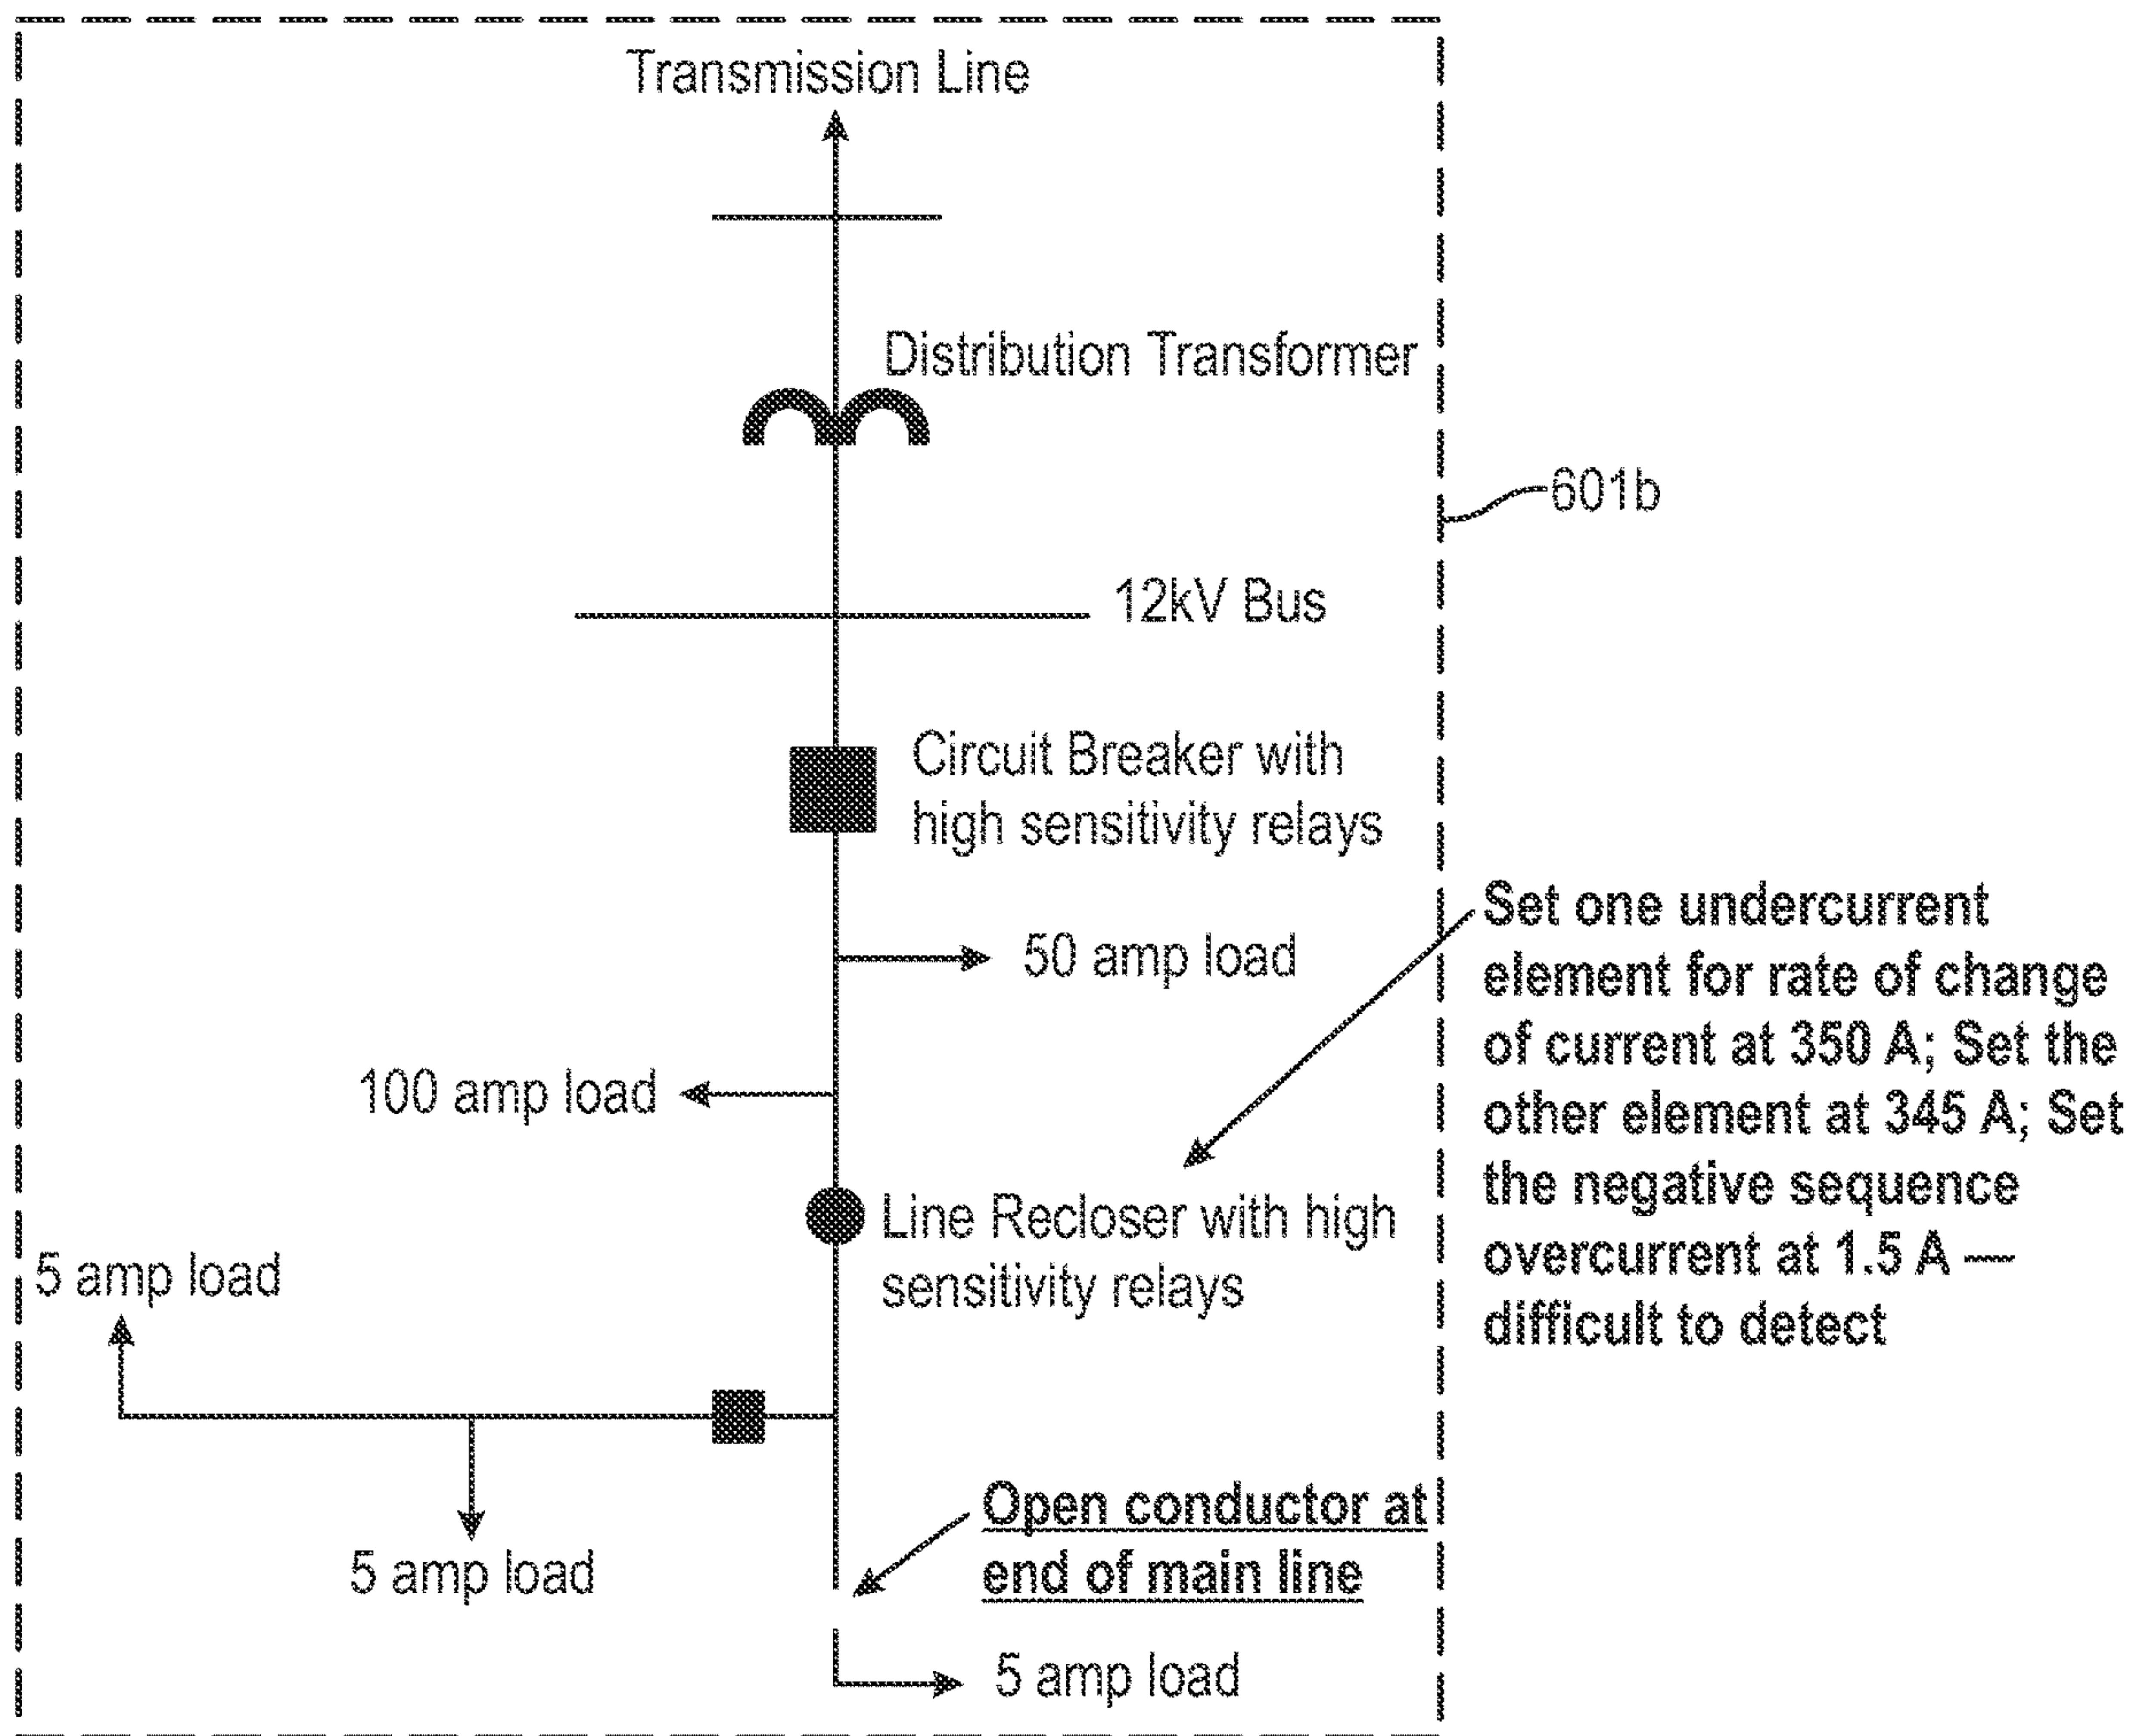 Transmission Line
Distribution Transformer
601b
12kV Bus
Circuit Breaker with
high sensitivity relays
Set one undercurrent
element for rate of change
of current at 350 A; Set the
other element at 345 A; Set
the negative sequence
overcurrent at 1.5 A —
difficult to detect
50 amp load
100 amp load
Line Recloser with high
sensitivity relays
5 amp load
5 amp load
Open conductor at
end of main line
5 amp load